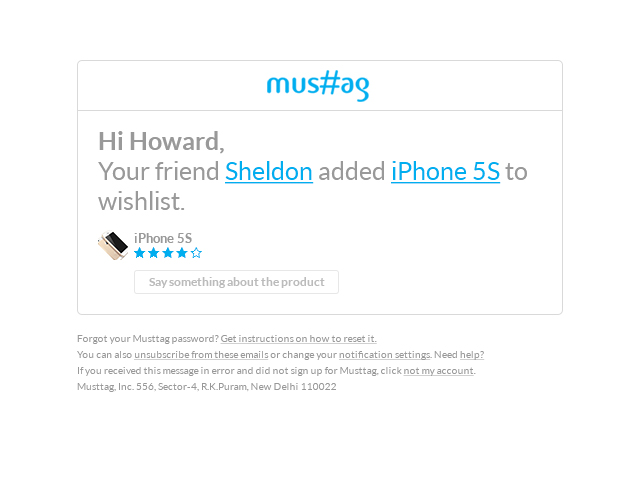 mus#ag
Hi Howard,
Your friend Sheldon added iPhone 5S to
wishlist.
iPhone 5S
Say something about the product
Forgot your Musttag password? Get instructions on how to reset it.
You can also unsubscribe from these emails or change your notification settings. Need help?
If you received this message in error and did not sign up for Musttag, click not my account.
Musttag, Inc. 556, Sector-4, R.K.Puram, New Delhi 110022